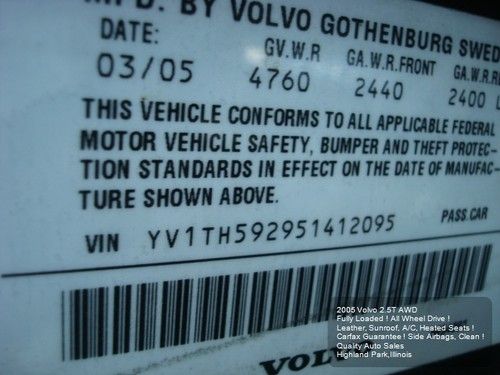 MFD. BY VOLVO GOTHENBURG SWED
DATE: GV.W.R GA.W.R.FRONT GA.W.R.R
03/05 4760 2440 2400 L
THIS VEHICLE CONFORMS TO ALL APPLICABLE FEDERAL
MOTOR VEHICLE SAFETY, BUMPER AND THEFT PROTEC-
TION STANDARDS IN EFFECT ON THE DATE OF MANUFAC-
TURE SHOWN ABOVE.
VIN YV1TH592951412095 PASS.CAR
2005 Volvo 2.5T AWD
Fully Loaded ! All Wheel Drive !
Leather, Sunroof, A/C, Heated Seats !
Carfax Guarantee ! Side Airbags, Clean !
Quality Auto Sales
Highland Park,Illinois
VOLV